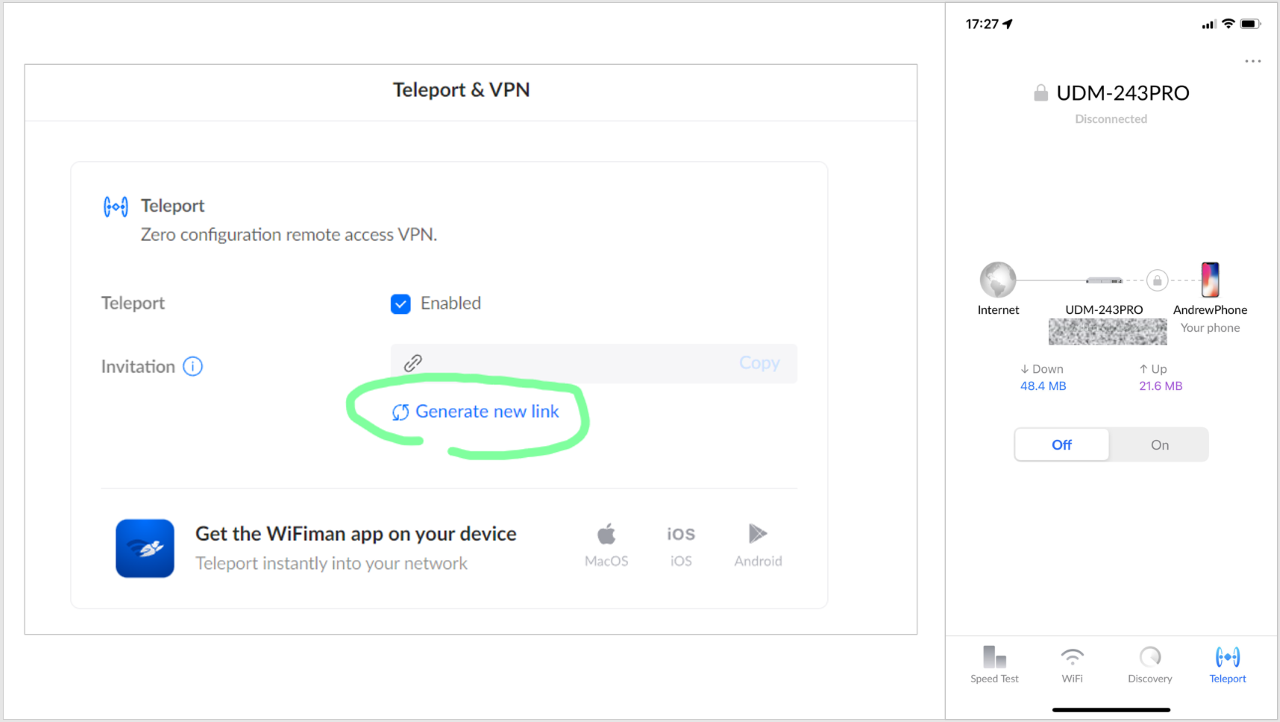 Teleport & VPN
Teleport
Zero configuration remote access VPN.
Teleport
Enabled
Invitation
Copy
Generate new link
Get the WiFiman app on your device
Teleport instantly into your network
MacOS
iOS
iOS
Android
17:27
UDM-243PRO
Disconnected
Internet
UDM-243PRO
AndrewPhone
Your phone
↓ Down
48.4 MB
↑ Up
21.6 MB
Off
On
Speed Test
WiFi
Discovery
Teleport